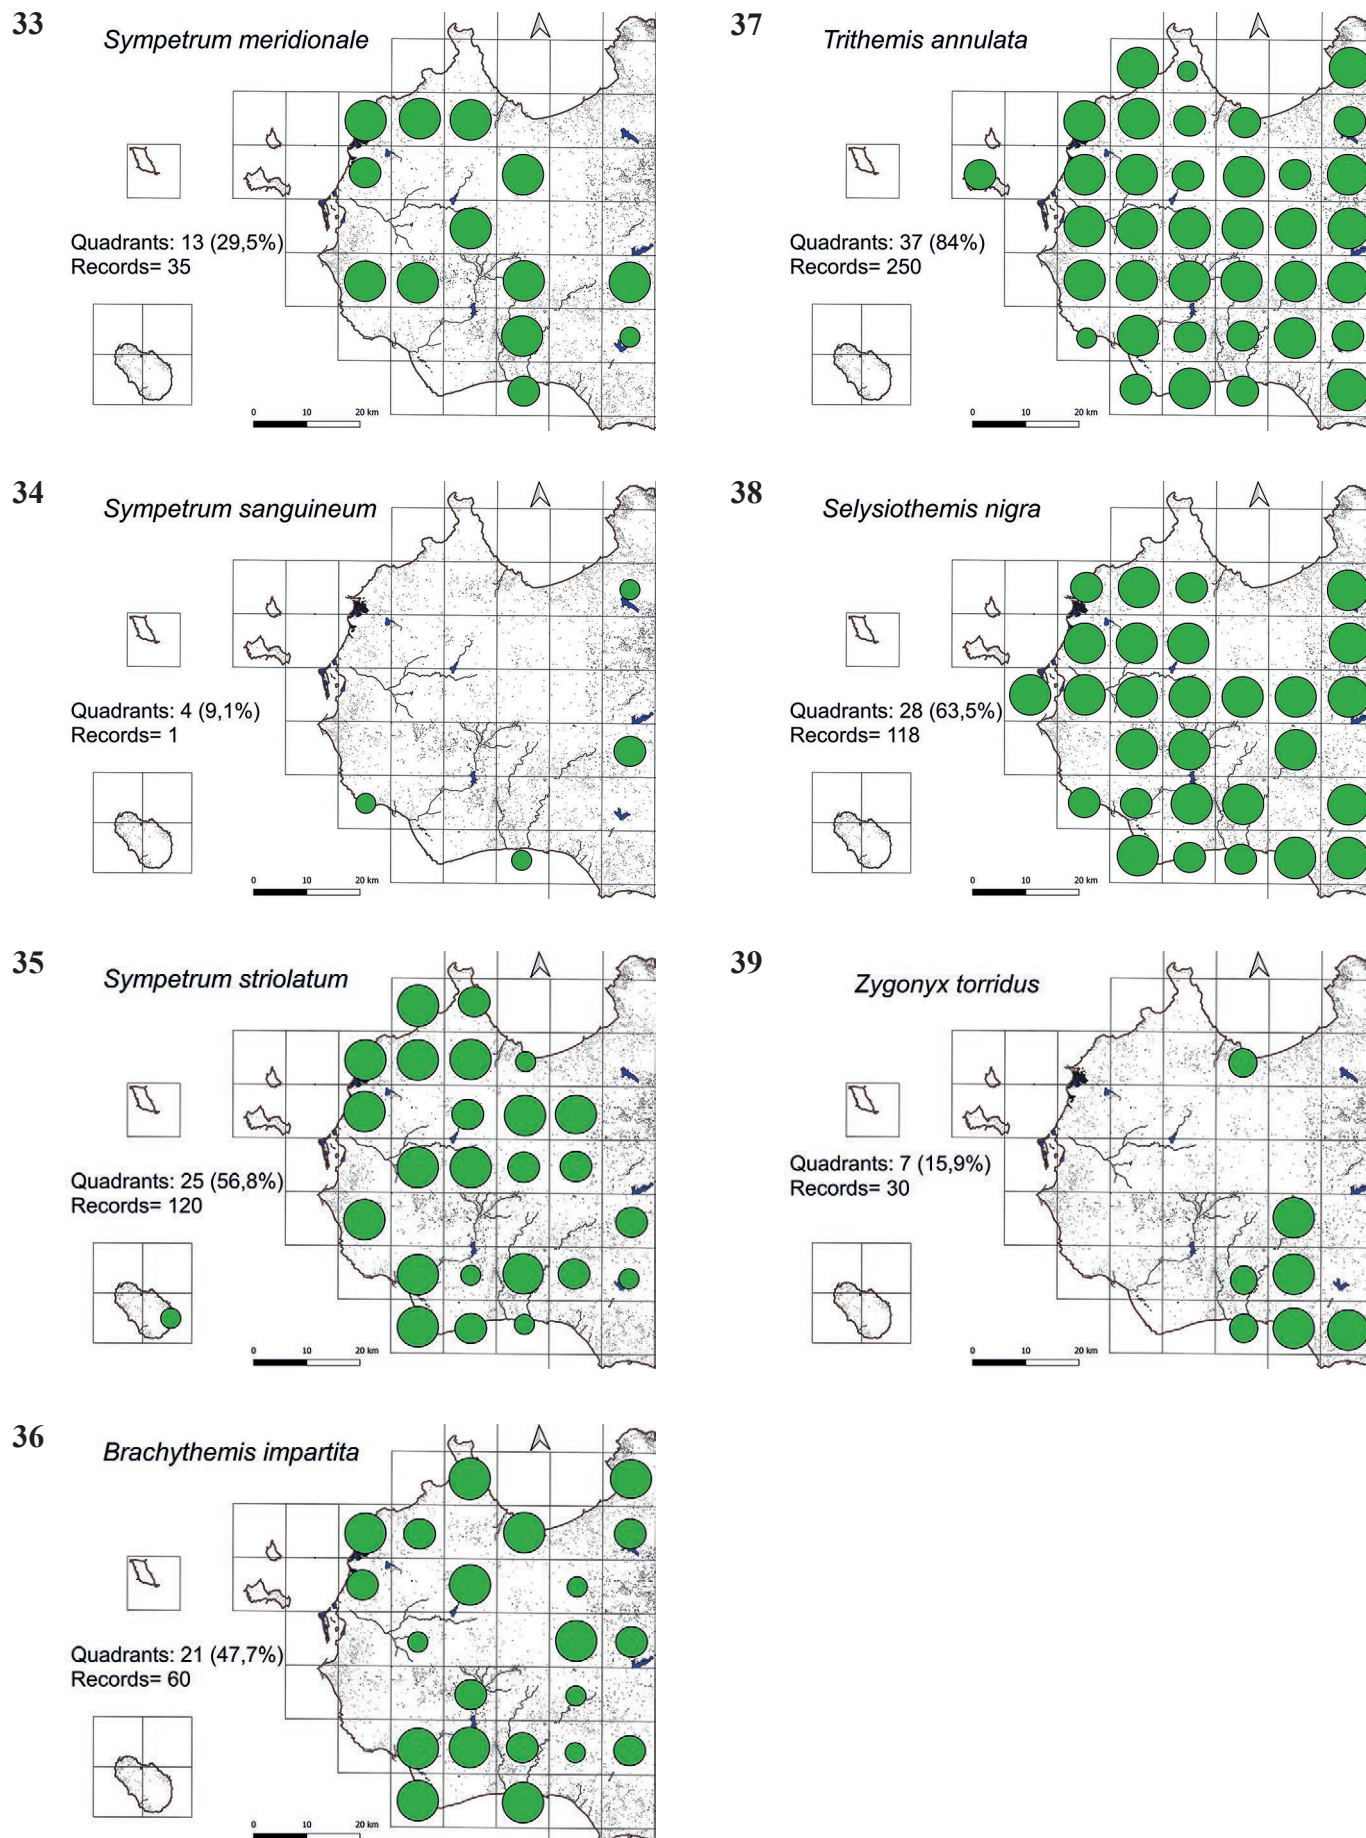 33
Sympetrum meridionale
Quadrants: 13 (29,5%)
Records= 35
0 10 20 km
34
Sympetrum sanguineum
Quadrants: 4 (9,1%)
Records= 1
0 10 20 km
35
Sympetrum striolatum
Quadrants: 25 (56,8%)
Records= 120
0 10 20 km
36
Brachythemis impartita
Quadrants: 21 (47,7%)
Records= 60
0 10 20 km
37
Trithemis annulata
Quadrants: 37 (84%)
Records= 250
0 10 20 km
38
Selysiothemis nigra
Quadrants: 28 (63,5%)
Records= 118
0 10 20 km
39
Zygonyx torridus
Quadrants: 7 (15,9%)
Records= 30
0 10 20 km